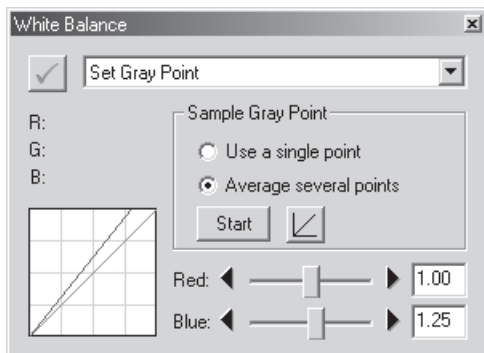 White Balance
Set Gray Point
R:
G:
B:
Sample Gray Point
Use a single point
Average several points
Start
Red: 1.00
Blue: 1.25